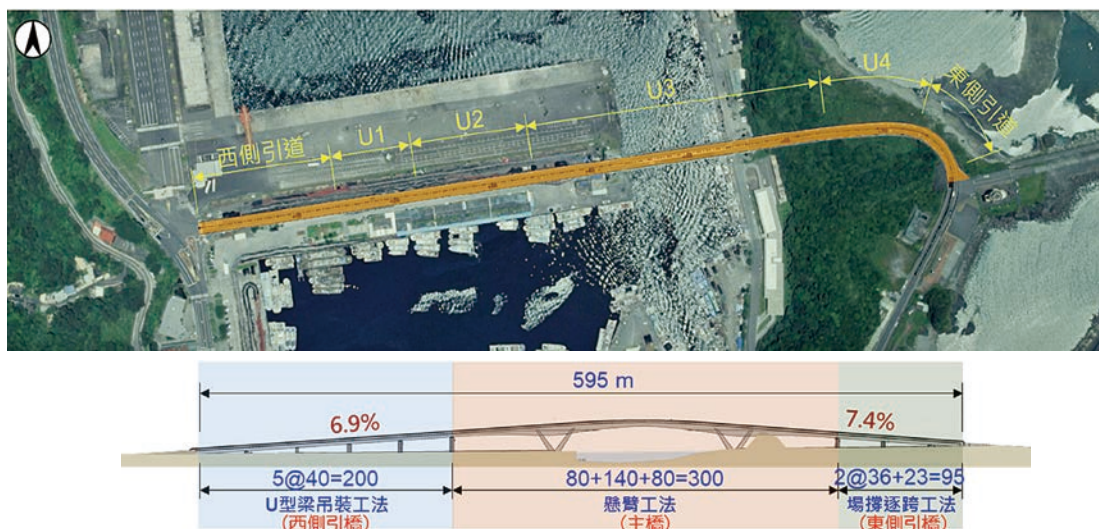 西側引道
U1
U2
U3
U4
東側引道
595 m
6.9%
7.4%
5@40=200
80+140+80=300
2@36+23=95
U型梁吊裝工法
懸臂工法
場撐逐跨工法
(西側引橋)
(主橋)
(東側引橋)